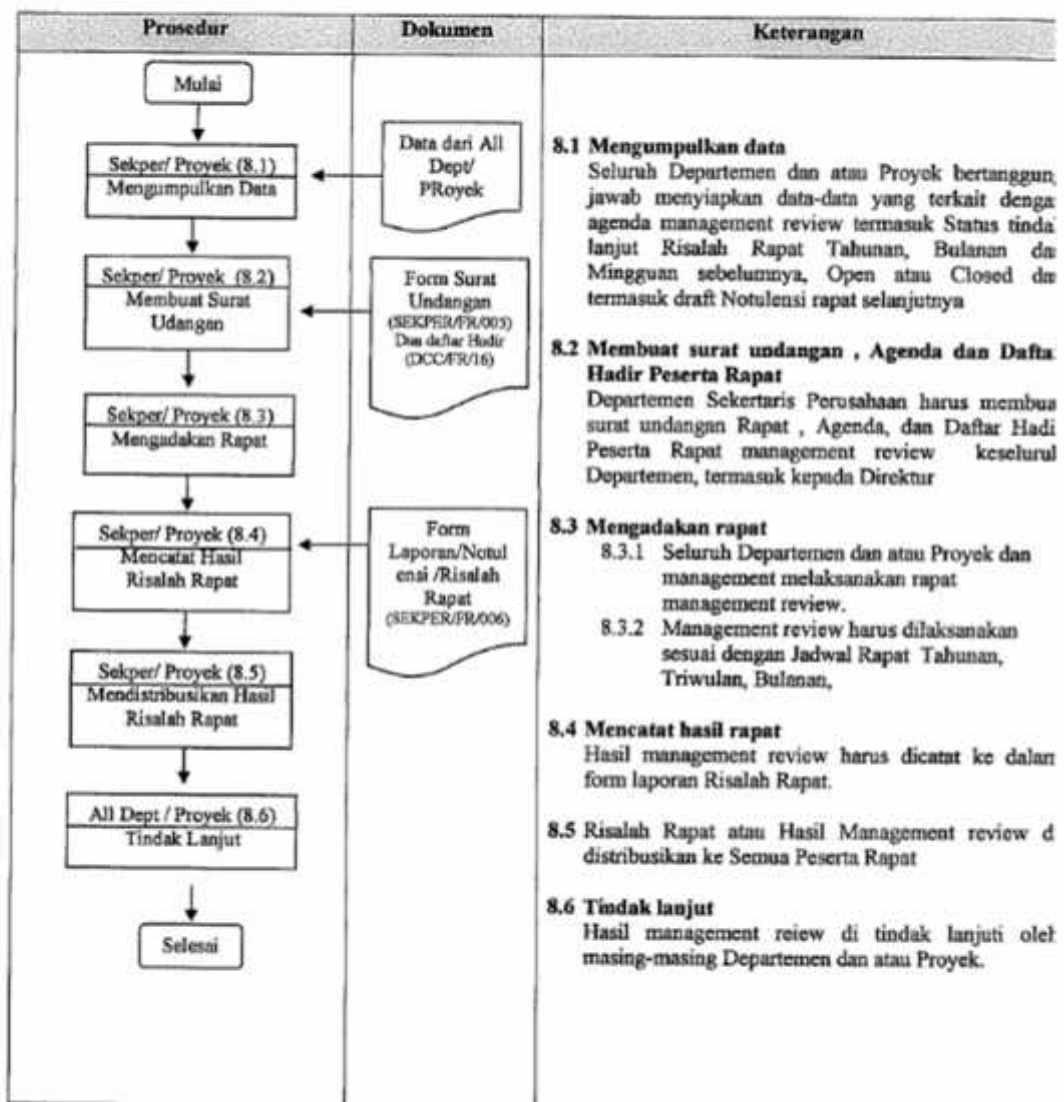 Prosedur
Dokumen
Keterangan
Mulai
Sekper/ Proyek (8.1)
Mengumpulkan Data
Sekper/ Proyek (8.2)
Membuat Surat
Udangan
Sekper/ Proyek (8.3)
Mengadakan Rapat
Sekper/ Proyek (8.4)
Mencatat Hasil
Risalah Rapat
Sekper/ Proyek (8.5)
Mendistribusikan Hasil
Risalah Rapat
All Dept / Proyek (8.6)
Tindak Lanjut
Selesai
Data dari All
Dept/
PRoyek
Form Surat
Undangan
(SEKPER/FR/005)
Dan daftar Hadir
(DCC/FR/16)
Form
Laporan/Notul
ensi /Risalah
Rapat
(SEKPER/FR/006)
8.1 Mengumpulkan data
Seluruh Departemen dan atau Proyek bertanggun
jawab menyiapkan data-data yang terkait denga
agenda management review termasuk Status tinda
lanjut Risalah Rapat Tahunan, Bulanan da
Mingguan sebelumnya, Open atau Closed da
termasuk draft Notulensi rapat selanjutnya
8.2 Membuat surat undangan , Agenda dan Dafta
Hadir Peserta Rapat
Departemen Sekertaris Perusahaan harus membua
surat undangan Rapat , Agenda, dan Daftar Hadi
Peserta Rapat management review keselurul
Departemen, termasuk kepada Direktur
8.3 Mengadakan rapat
8.3.1 Seluruh Departemen dan atau Proyek dan
management melaksanakan rapat
management review.
8.3.2 Management review harus dilaksanakan
sesuai dengan Jadwal Rapat Tahunan,
Triwulan, Bulanan,
8.4 Mencatat hasil rapat
Hasil management review harus dicatat ke dalam
form laporan Risalah Rapat.
8.5 Risalah Rapat atau Hasil Management review d
distribusikan ke Semua Peserta Rapat
8.6 Tindak lanjut
Hasil management reiew di tindak lanjuti oleh
masing-masing Departemen dan atau Proyek.